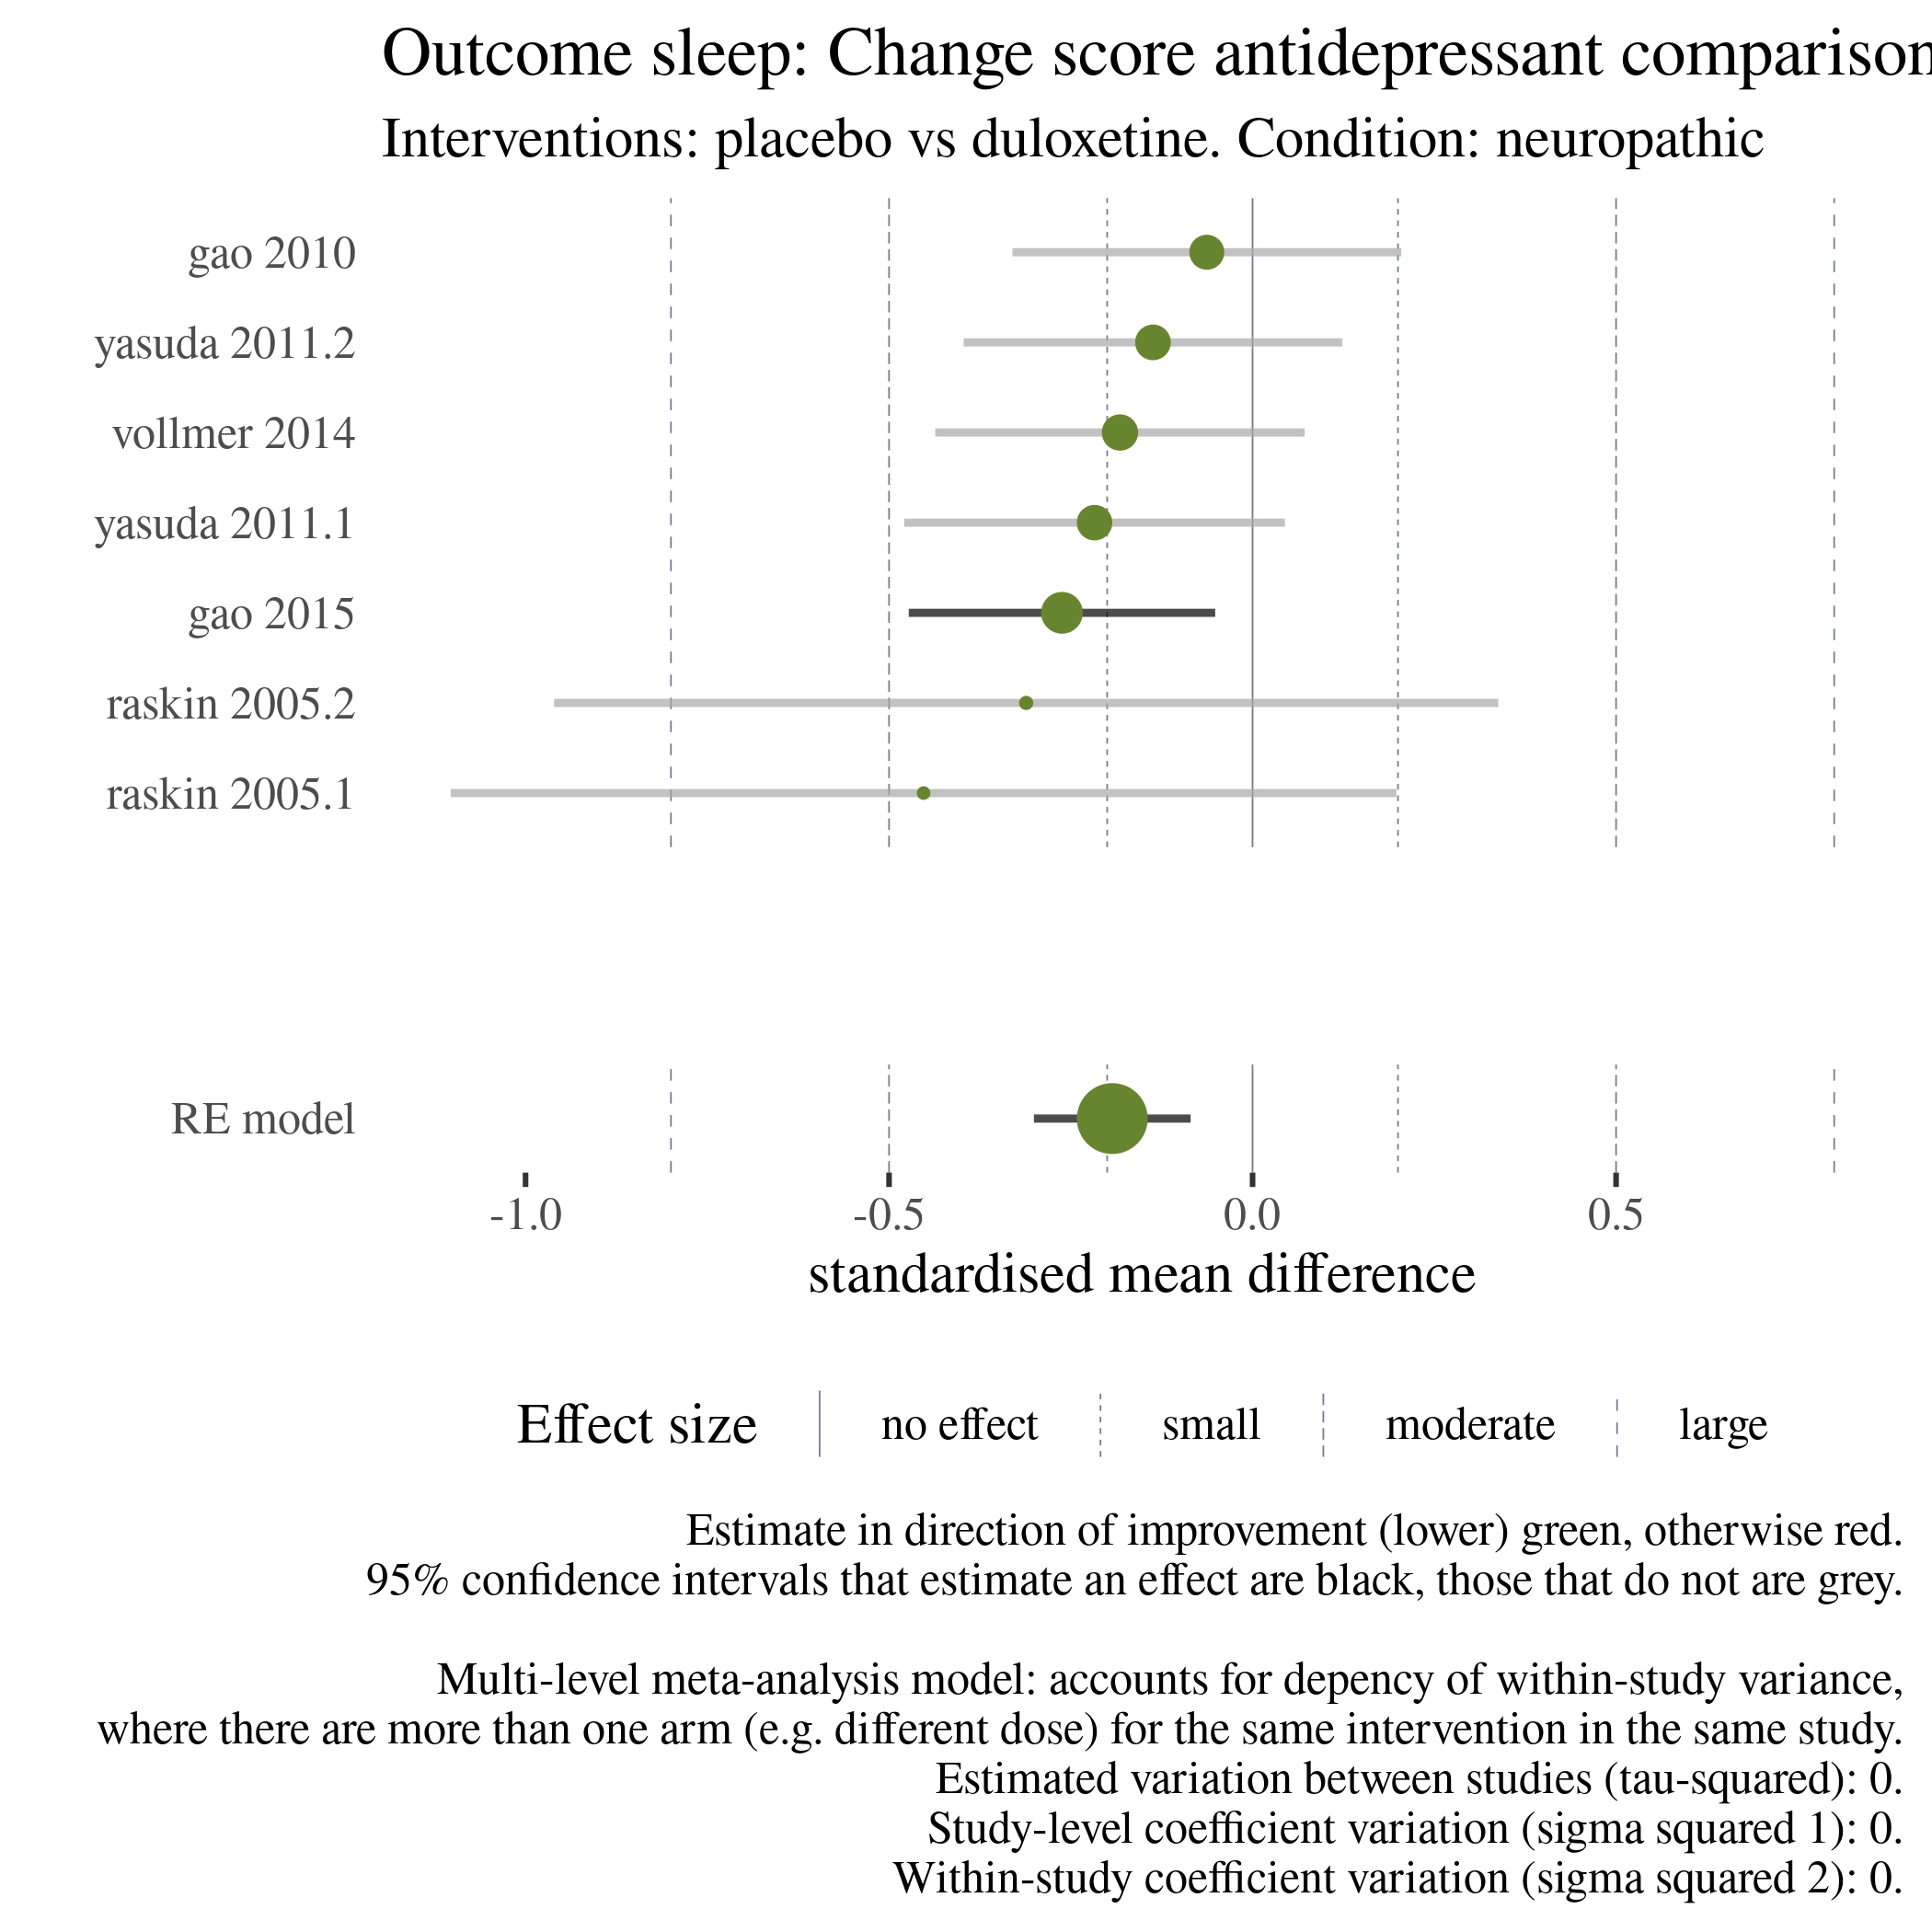 Outcome sleep: Change score antidepressant comparison
Interventions: placebo vs duloxetine. Condition: neuropathic
gao 2010
yasuda 2011.2
vollmer 2014
yasuda 2011.1
gao 2015
raskin 2005.2
raskin 2005.1
RE model
-1.0 -0.5 0.0 0.5
standardised mean difference
Effect size no effect small moderate large
Estimate in direction of improvement (lower) green, otherwise red.
95% confidence intervals that estimate an effect are black, those that do not are grey.
Multi-level meta-analysis model: accounts for depency of within-study variance,
where there are more than one arm (e.g. different dose) for the same intervention in the same study.
Estimated variation between studies (tau-squared): 0.
Study-level coefficient variation (sigma squared 1): 0.
Within-study coefficient variation (sigma squared 2): 0.